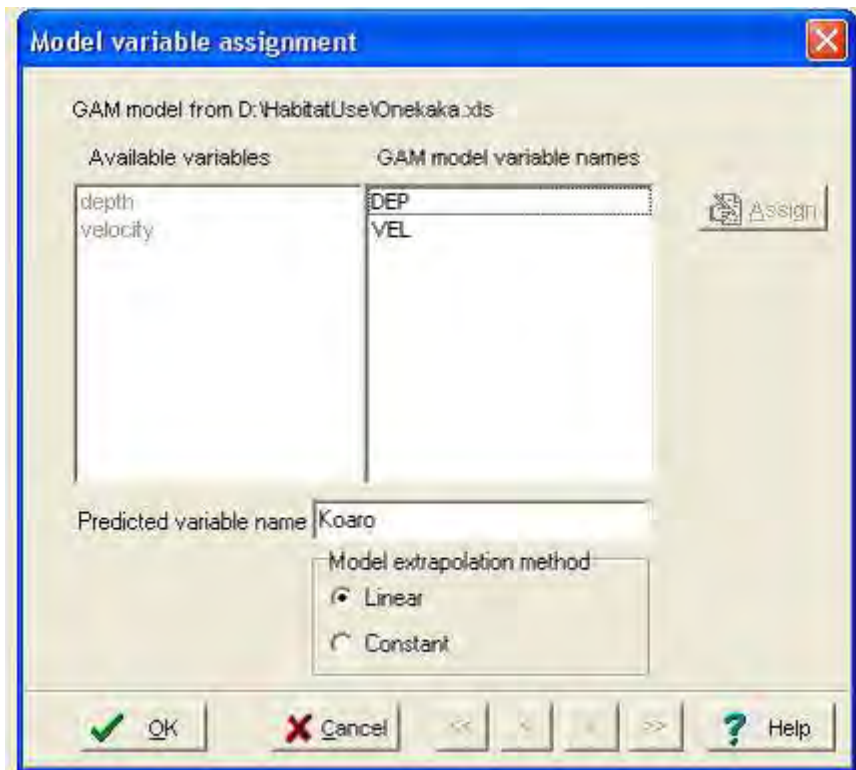 Model variable assignment
GAM model from D:\HabitatUse\Onekaka.xls
Available variables
GAM model variable names
depth
velocity
DEP
VEL
Assign
Predicted variable name
Koaro
Model extrapolation method
Linear
Constant
OK
Cancel
<<
<
>>
Help